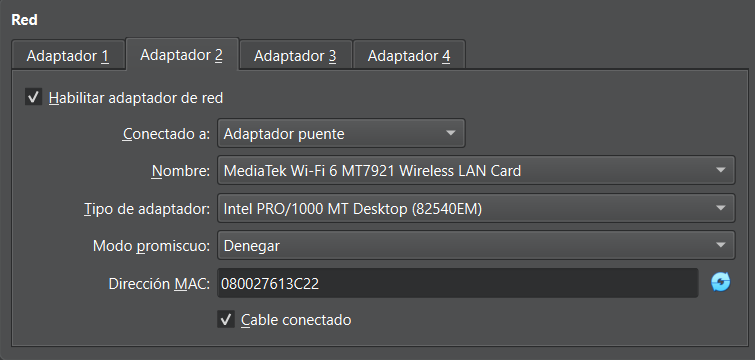 Red
Adaptador 1 Adaptador 2 Adaptador 3 Adaptador 4
Habilitar adaptador de red
Conectado a: Adaptador puente
Nombre: MediaTek Wi-Fi 6 MT7921 Wireless LAN Card
Tipo de adaptador: Intel PRO/1000 MT Desktop (82540EM)
Modo promiscuo: Denegar
Dirección MAC: 080027613C22
Cable conectado